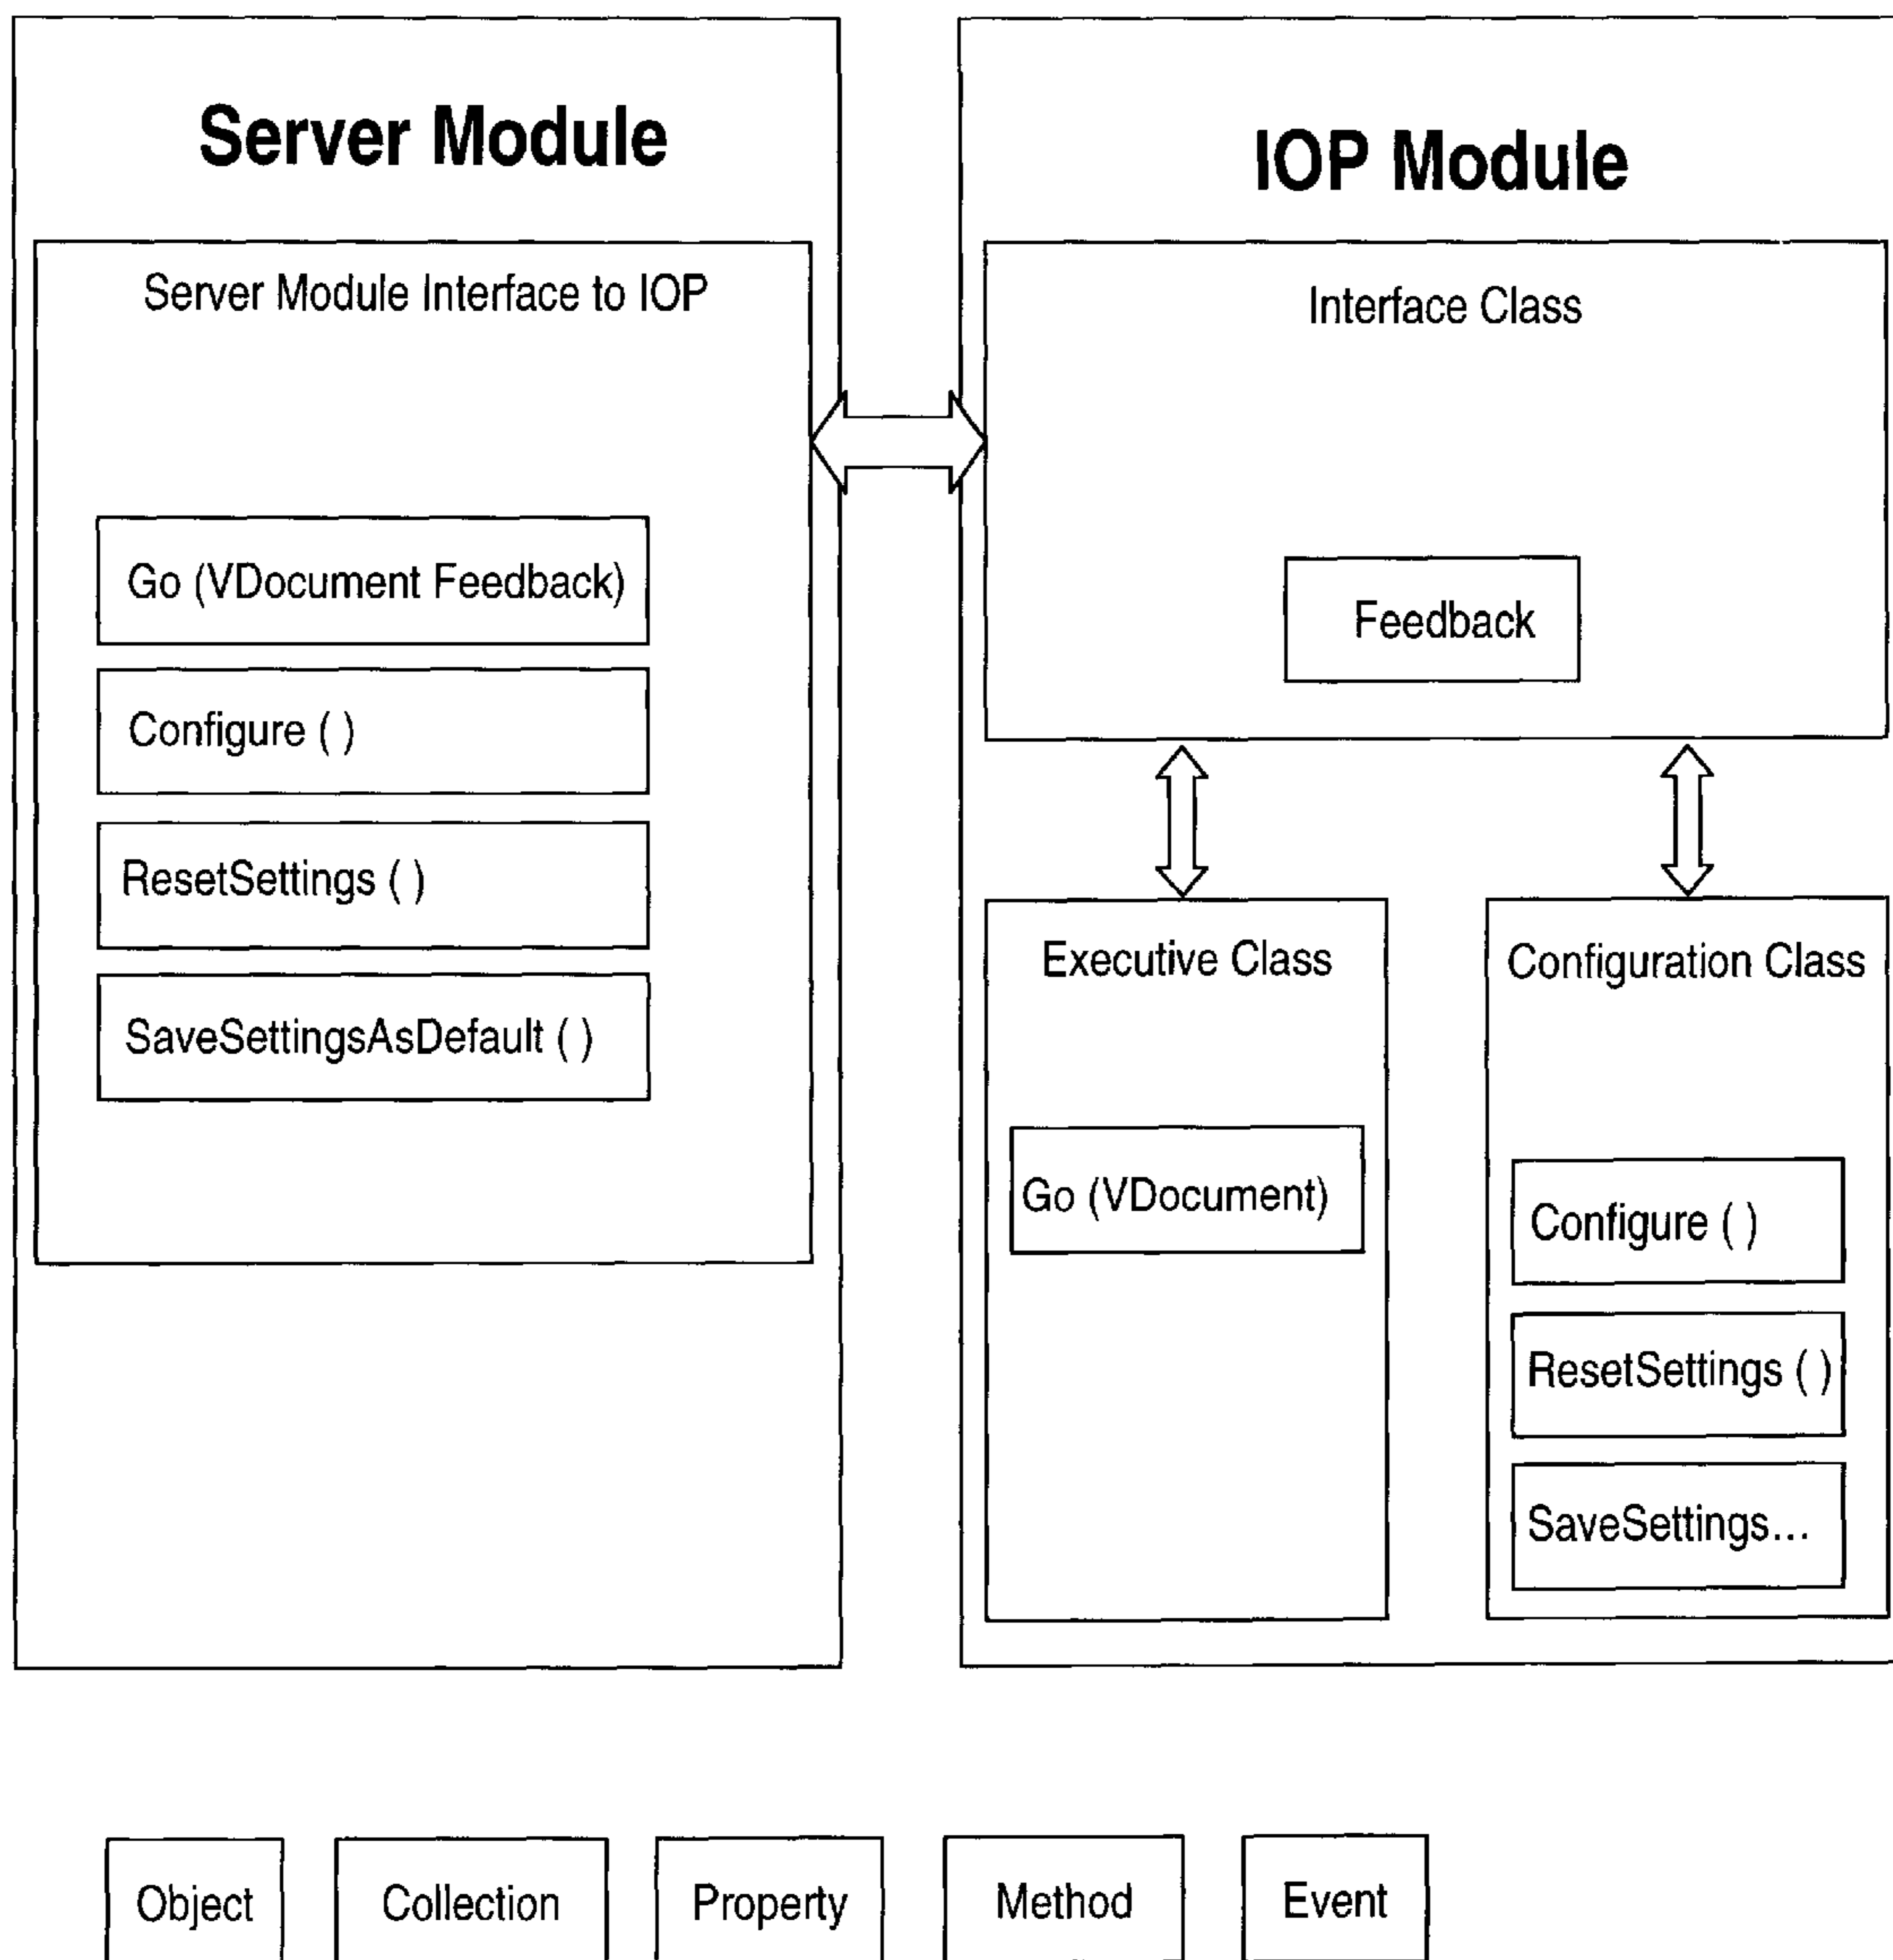 Server Module
Server Module Interface to IOP
Go (VDocument Feedback)
Configure ( )
ResetSettings ( )
SaveSettingsAsDefault ( )
IOP Module
Interface Class
Feedback
Executive Class
Go (VDocument)
Configuration Class
Configure ( )
ResetSettings ( )
SaveSettings...
Object
Collection
Property
Method
Event